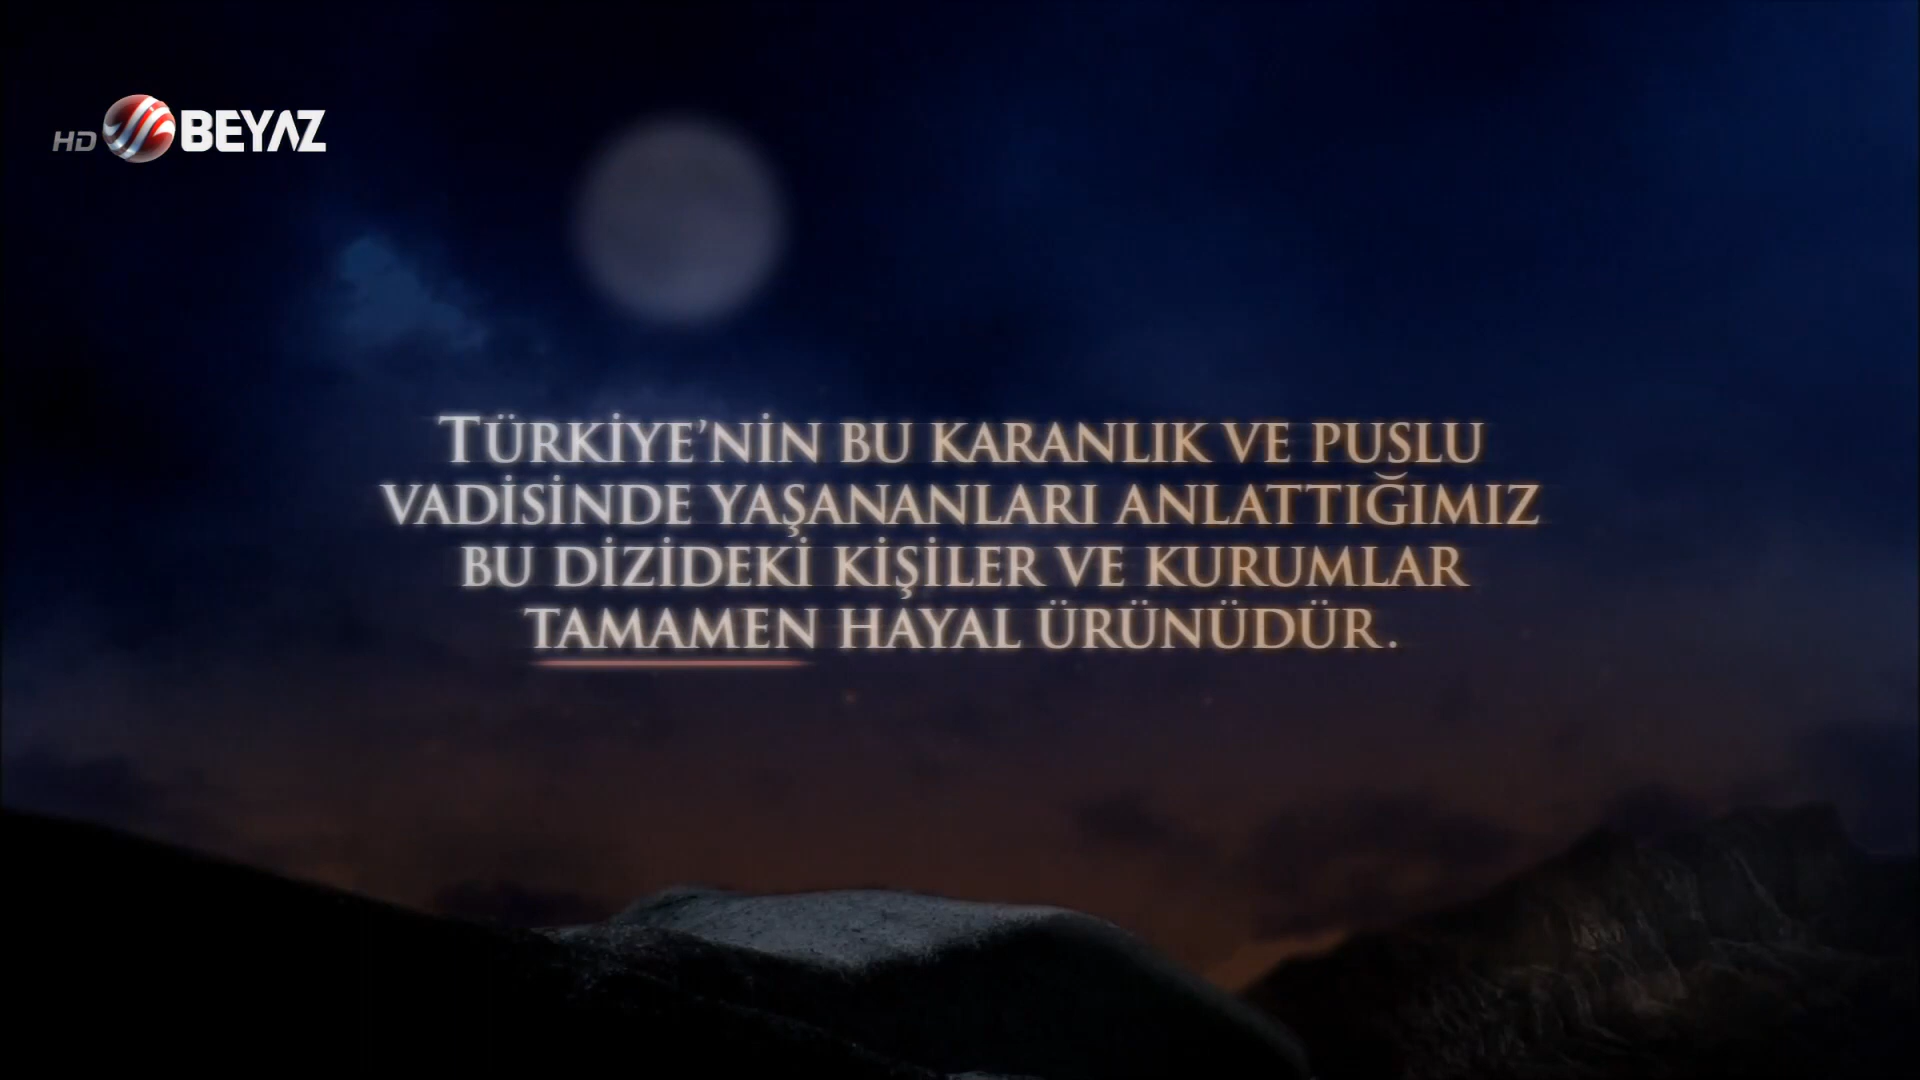 HD BEYAZ
TÜRKİYE'NİN BU KARANLIK VE PUSLU
VADİSİNDE YAŞANANLARI ANLATTIĞIMIZ
BU DİZİDEKİ KİŞİLER VE KURUMLAR
TAMAMEN HAYAL ÜRÜNÜDÜR.